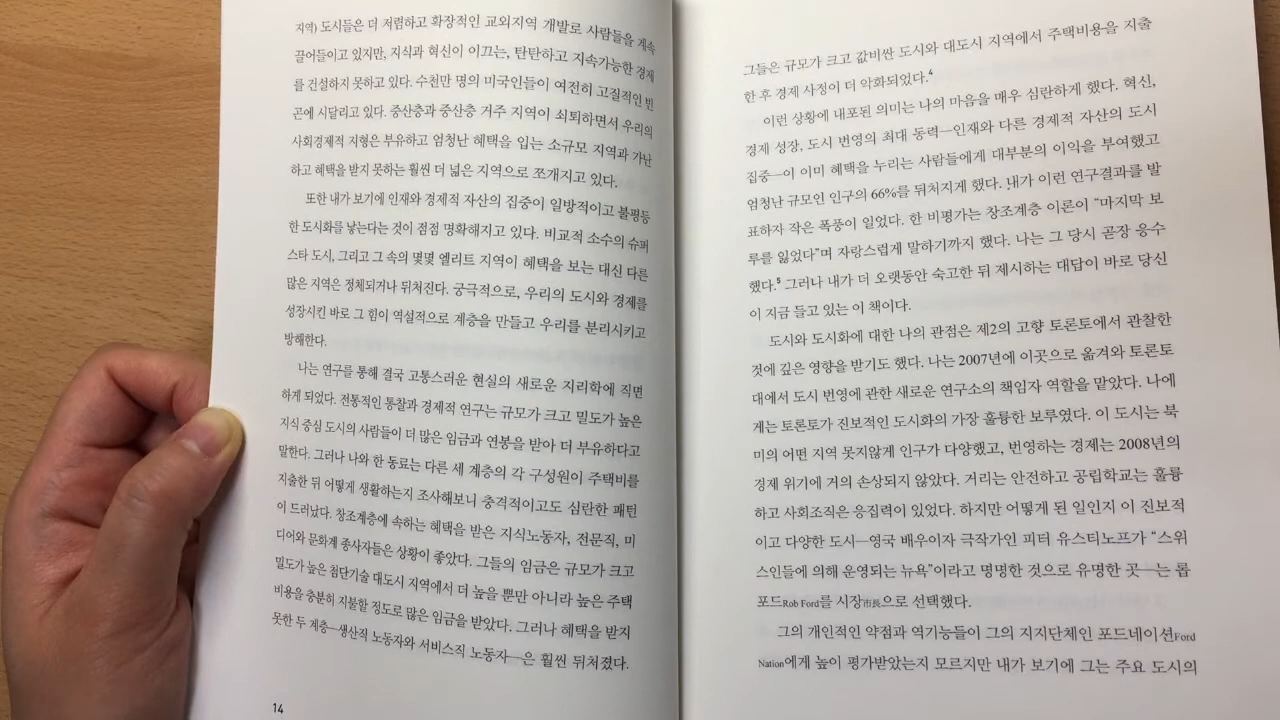 지역) 도시들은 더 저렴하고 확장적인 교외지역 개발로 사람들을 계속
끌어들이고 있지만, 지식과 혁신이 이끄는, 탄탄하고 지속가능한 경제
를 건설하지 못하고 있다. 수천만 명의 미국인들이 여전히 고질적인 빈
곤에 시달리고 있다. 중산층과 중산층 거주 지역이 쇠퇴하면서 우리의
사회경제적 지형은 부유하고 엄청난 혜택을 입는 소규모 지역과 가난
하고 혜택을 받지 못하는 훨씬 더 넓은 지역으로 쪼개지고 있다.
또한 내가 보기에 인재와 경제적 자산의 집중이 일방적이고 불평등
한 도시화를 낳는다는 것이 점점 명확해지고 있다. 비교적 소수의 슈퍼
스타 도시, 그리고 그 속의 몇몇 엘리트 지역이 혜택을 보는 대신 다른
많은 지역은 정체되거나 뒤처진다. 궁극적으로, 우리의 도시와 경제를
성장시킨 바로 그 힘이 역설적으로 계층을 만들고 우리를 분리시키고
방해한다.
나는 연구를 통해 결국 고통스러운 현실의 새로운 지리학에 직면
하게 되었다. 전통적인 통찰과 경제적 연구는 규모가 크고 밀도가 높은
지식 중심 도시의 사람들이 더 많은 임금과 연봉을 받아 더 부유하다고
말한다. 그러나 나와 한 동료는 다른 세 계층의 각 구성원이 주택비를
지출한 뒤 어떻게 생활하는지 조사해보니 충격적이고도 심란한 패턴
이 드러났다. 창조계층에 속하는 혜택을 받은 지식노동자, 전문직, 미
디어와 문화계 종사자들은 상황이 좋았다. 그들의 임금은 규모가 크고
밀도가 높은 첨단기술 대도시 지역에서 더 높을 뿐만 아니라 높은 주택
비용을 충분히 지불할 정도로 많은 임금을 받았다. 그러나 혜택을 받지
못한 두 계층—생산직 노동자와 서비스직 노동자—은 훨씬 뒤처졌다.
14
그들은 규모가 크고 값비싼 도시와 대도시 지역에서 주택비용을 지출
한 후 경제 사정이 더 악화되었다.⁴
이런 상황에 내포된 의미는 나의 마음을 매우 심란하게 했다. 혁신,
경제 성장, 도시 번영의 최대 동력—인재와 다른 경제적 자산의 도시
집중—이 이미 혜택을 누리는 사람들에게 대부분의 이익을 부여했고
엄청난 규모인 인구의 66%를 뒤처지게 했다. 내가 이런 연구결과를 발
표하자 작은 폭풍이 일었다. 한 비평가는 창조계층 이론이 “마지막 보
루를 잃었다”며 자랑스럽게 말하기까지 했다. 나는 그 당시 곧장 응수
했다.⁵ 그러나 내가 더 오랫동안 숙고한 뒤 제시하는 대답이 바로 당신
이 지금 들고 있는 이 책이다.
도시와 도시화에 대한 나의 관점은 제2의 고향 토론토에서 관찰한
것에 깊은 영향을 받기도 했다. 나는 2007년에 이곳으로 옮겨와 토론토
대에서 도시 번영에 관한 새로운 연구소의 책임자 역할을 맡았다. 나에
게는 토론토가 진보적인 도시화의 가장 훌륭한 보루였다. 이 도시는 북
미의 어떤 지역 못지않게 인구가 다양했고, 번영하는 경제는 2008년의
경제 위기에 거의 손상되지 않았다. 거리는 안전하고 공립학교는 훌륭
하고 사회조직은 응집력이 있었다. 하지만 어떻게 된 일인지 이 진보적
이고 다양한 도시—영국 배우이자 극작가인 피터 유스티노프가 “스위
스인들에 의해 운영되는 뉴욕”이라고 명명한 것으로 유명한 곳—는 롭
포드Rob Ford를 시장市長으로 선택했다.
그의 개인적인 약점과 역기능들이 그의 지지단체인 포드네이션Ford
Nation에게 높이 평가받았는지 모르지만 내가 보기에 그는 주요 도시의